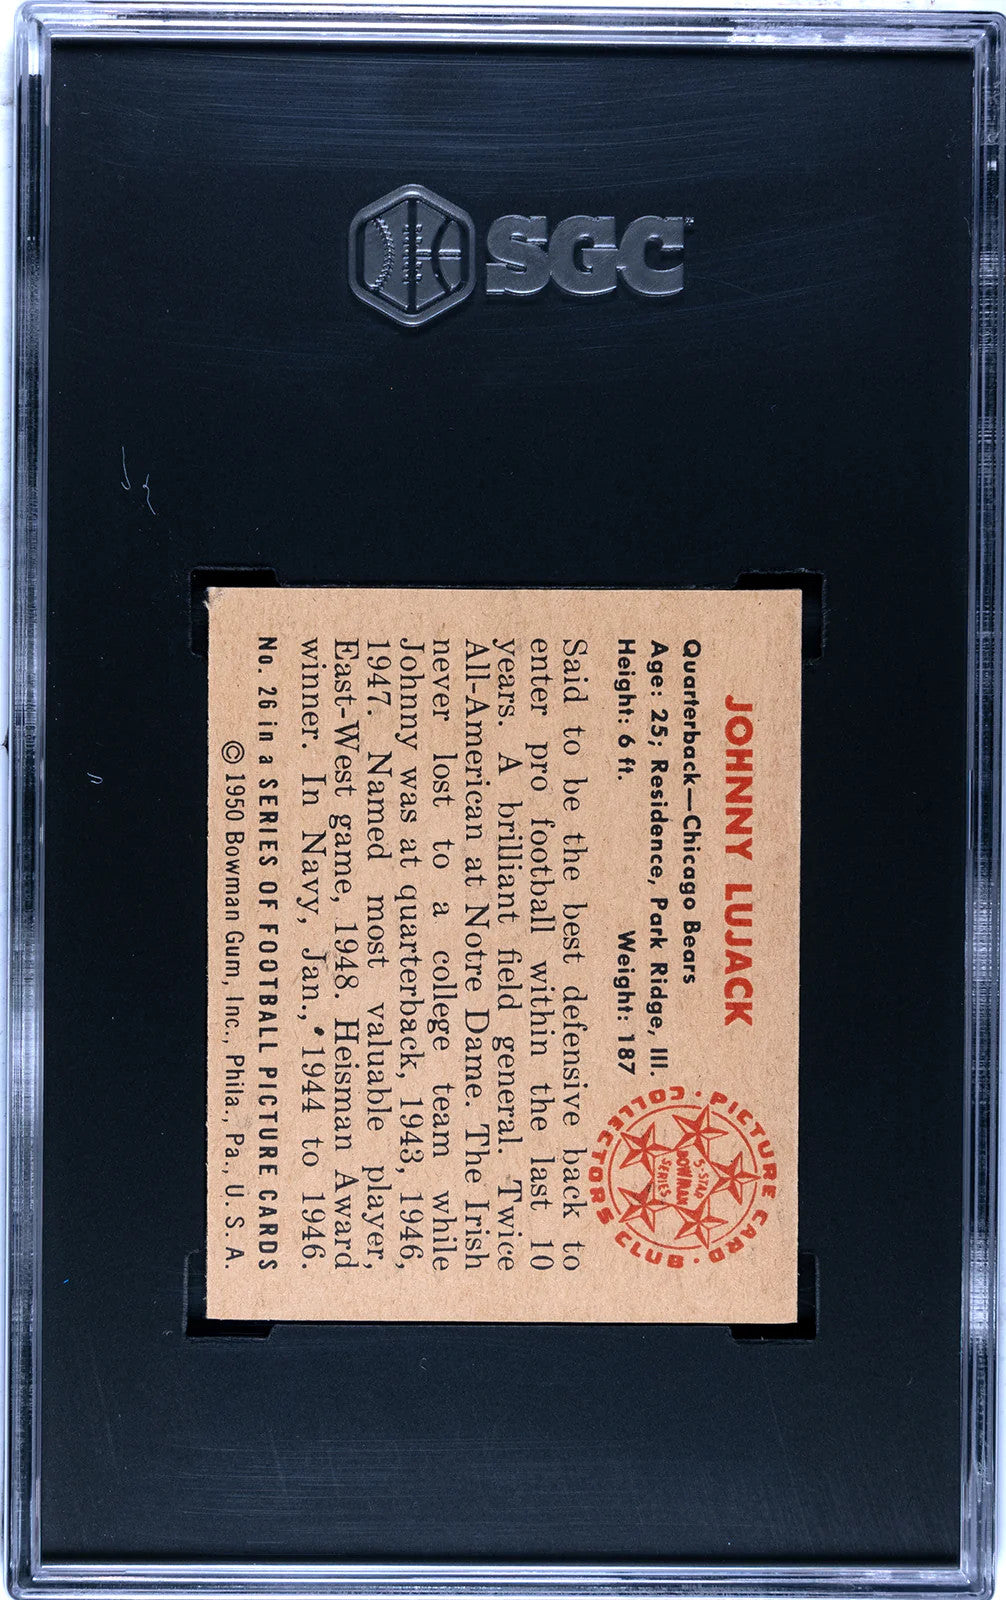 SGC
JOHNNY LUJACK
Quarterback—Chicago Bears
Age: 25; Residence, Park Ridge, Ill.
Height: 6 ft. Weight: 187
PICTURE CARD · COLLECTORS CLUB ·
5-STAR
BOWMAN
SERIES
Said to be the best defensive back to
enter pro football within the last 10
years. A brilliant field general. Twice
All-American at Notre Dame. The Irish
never lost to a college team while
Johnny was at quarterback, 1943, 1946,
1947. Named most valuable player,
East-West game, 1948. Heisman Award
winner. In Navy, Jan., 1944 to 1946.
No. 26 in a SERIES OF FOOTBALL PICTURE CARDS
© 1950 Bowman Gum, Inc., Phila., Pa., U. S. A.